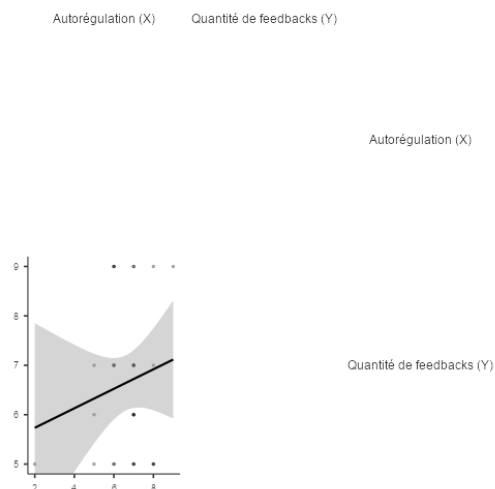 Autorégulation (X) Quantité de feedbacks (Y)
Autorégulation (X)
9
8
7
Quantité de feedbacks (Y)
6
5
2 4 6 8